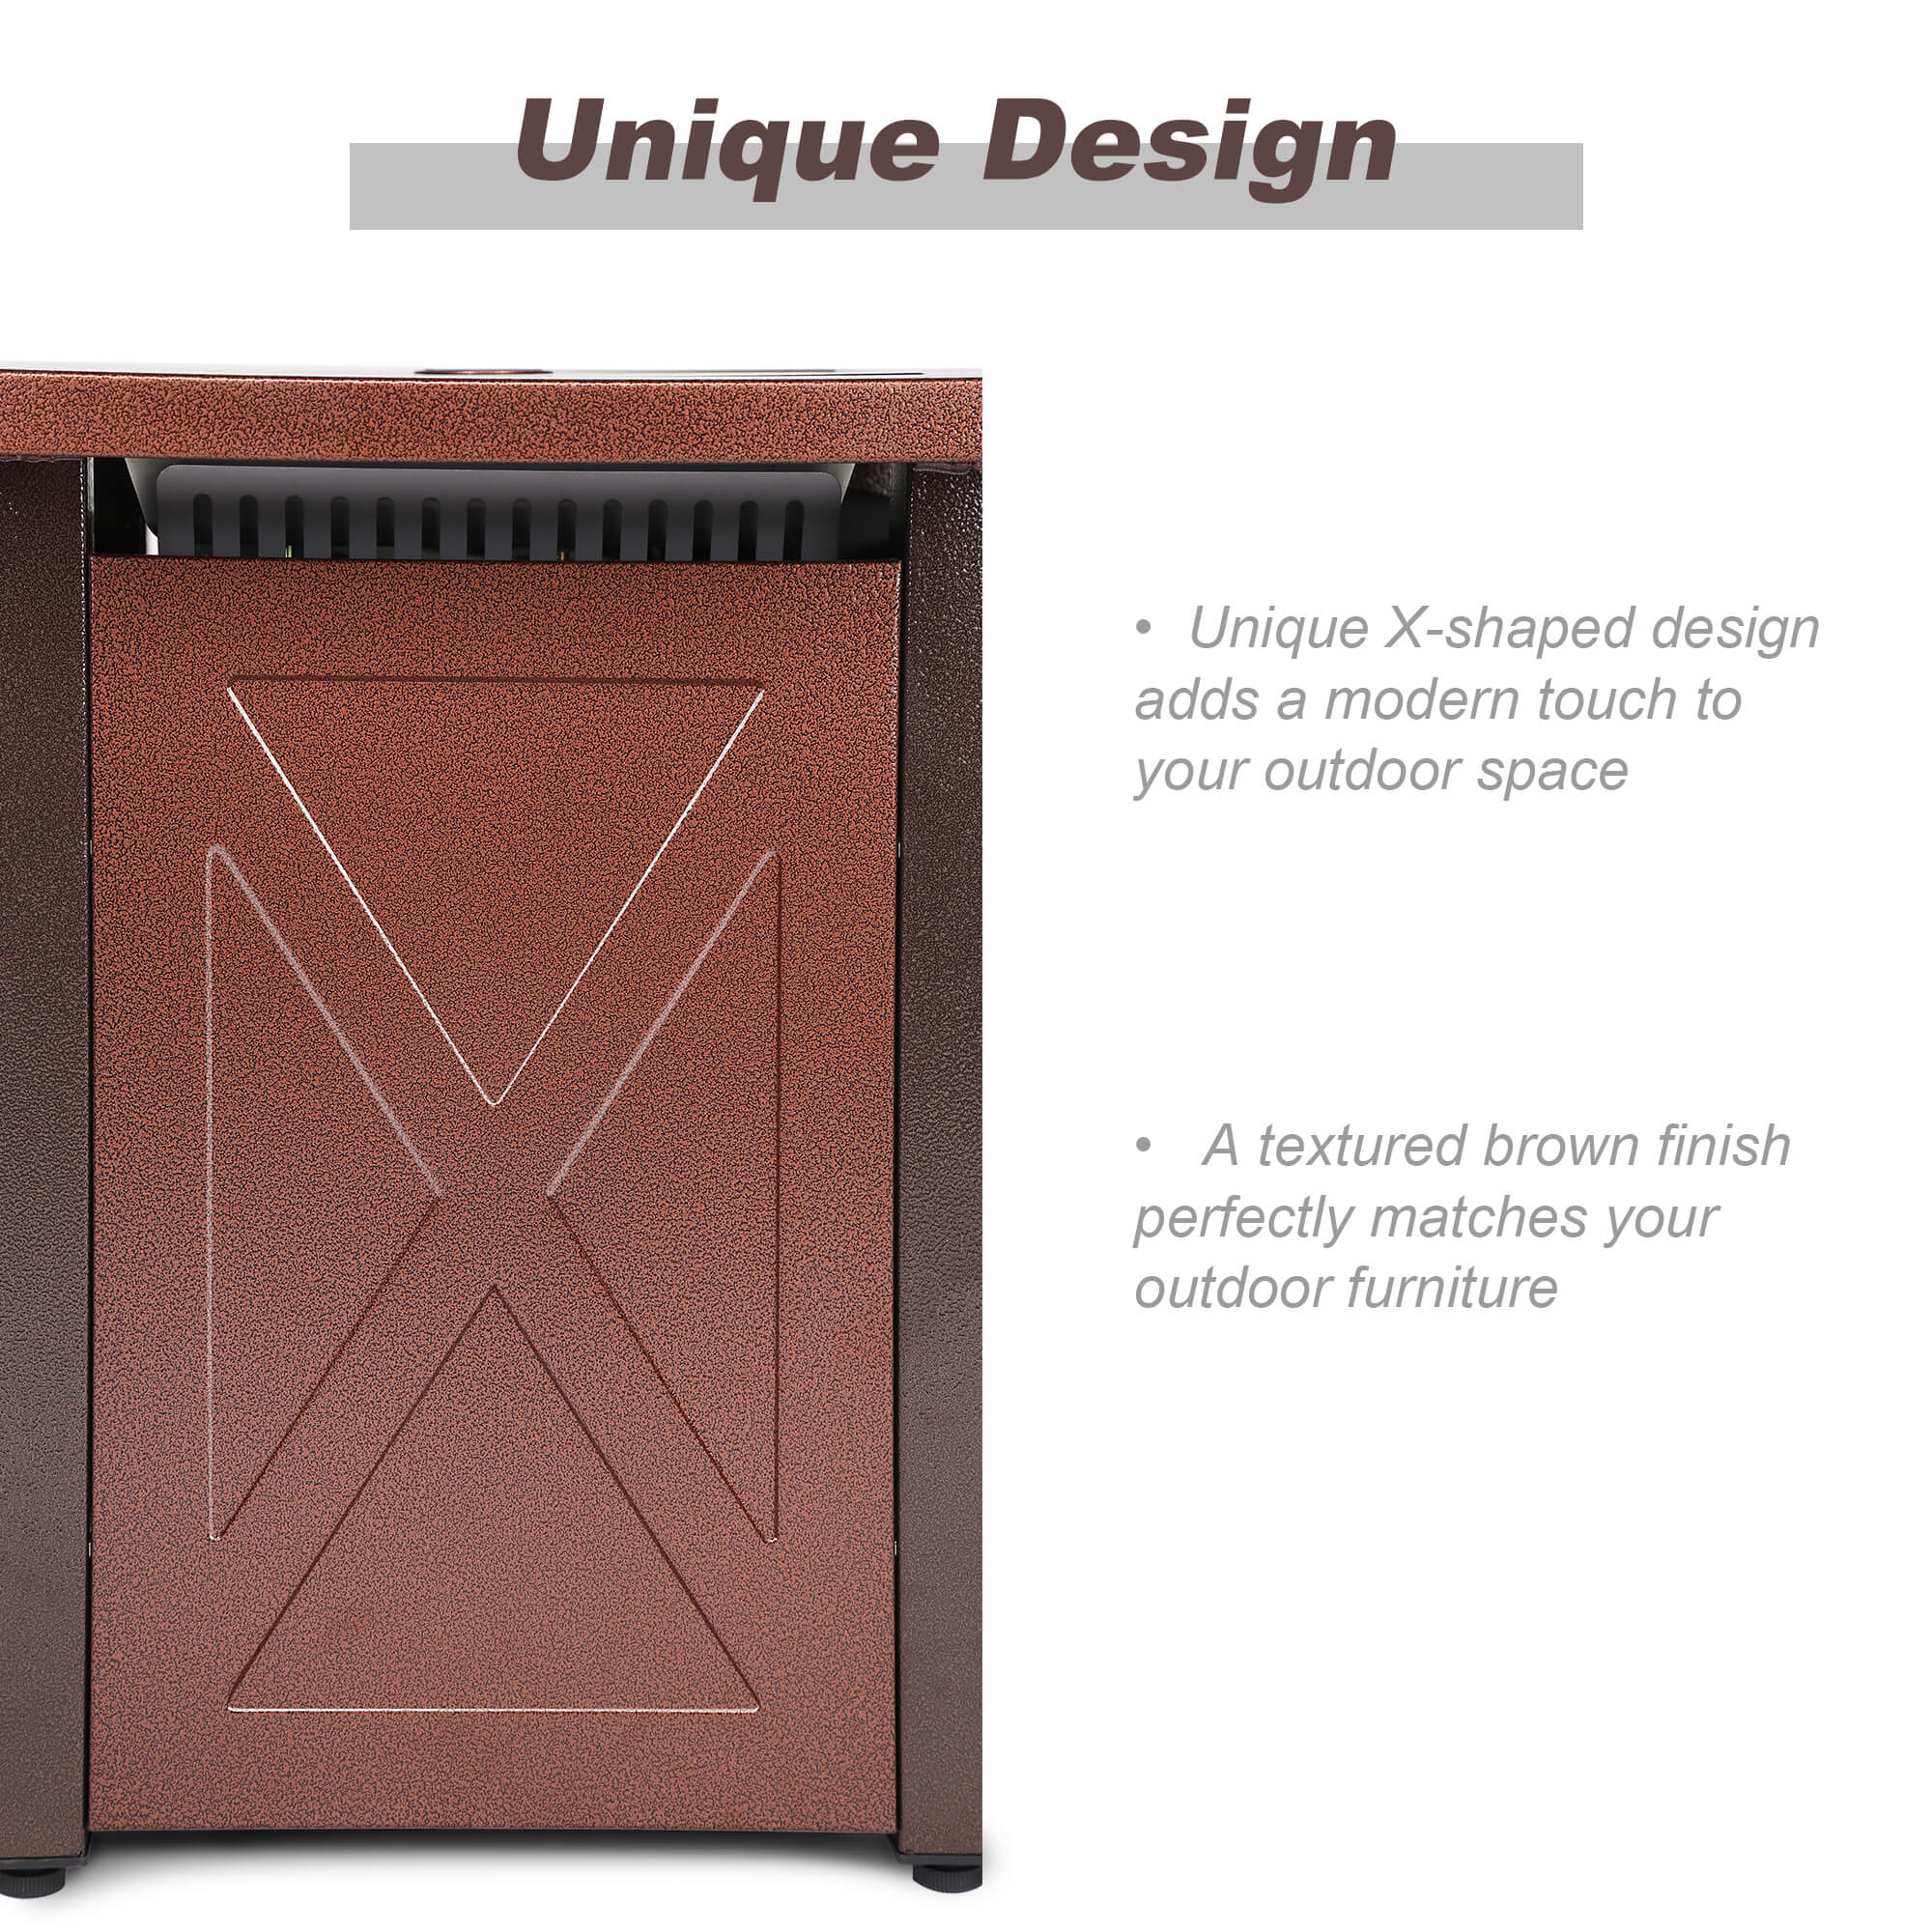 Unique Design
• Unique X-shaped design
adds a modern touch to
your outdoor space
• A textured brown finish
perfectly matches your
outdoor furniture